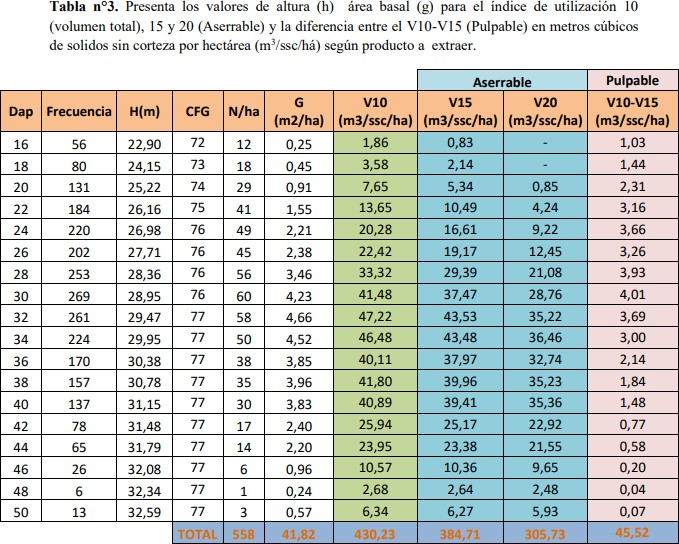 Tabla n°3. Presenta los valores de altura (h) área basal (g) para el índice de utilización 10
(volumen total), 15 y 20 (Aserrable) y la diferencia entre el V10-V15 (Pulpable) en metros cúbicos
de solidos sin corteza por hectárea (m³/ssc/há) según producto a extraer.
Aserrable Pulpable
Dap Frecuencia H(m) CFG N/ha G (m2/ha) V10 (m3/ssc/ha) V15 (m3/ssc/ha) V20 (m3/ssc/ha) V10-V15 (m3/ssc/ha)
16 56 22,90 72 12 0,25 1,86 0,83 - 1,03
18 80 24,15 73 18 0,45 3,58 2,14 - 1,44
20 131 25,22 74 29 0,91 7,65 5,34 0,85 2,31
22 184 26,16 75 41 1,55 13,65 10,49 4,24 3,16
24 220 26,98 76 49 2,21 20,28 16,61 9,22 3,66
26 202 27,71 76 45 2,38 22,42 19,17 12,45 3,26
28 253 28,36 76 56 3,46 33,32 29,39 21,08 3,93
30 269 28,95 76 60 4,23 41,48 37,47 28,76 4,01
32 261 29,47 77 58 4,66 47,22 43,53 35,22 3,69
34 224 29,95 77 50 4,52 46,48 43,48 36,46 3,00
36 170 30,38 77 38 3,85 40,11 37,97 32,74 2,14
38 157 30,78 77 35 3,96 41,80 39,96 35,23 1,84
40 137 31,15 77 30 3,83 40,89 39,41 35,36 1,48
42 78 31,48 77 17 2,40 25,94 25,17 22,92 0,77
44 65 31,79 77 14 2,20 23,95 23,38 21,55 0,58
46 26 32,08 77 6 0,96 10,57 10,36 9,65 0,20
48 6 32,34 77 1 0,24 2,68 2,64 2,48 0,04
50 13 32,59 77 3 0,57 6,34 6,27 5,93 0,07
TOTAL 558 41,82 430,23 384,71 305,73 45,52